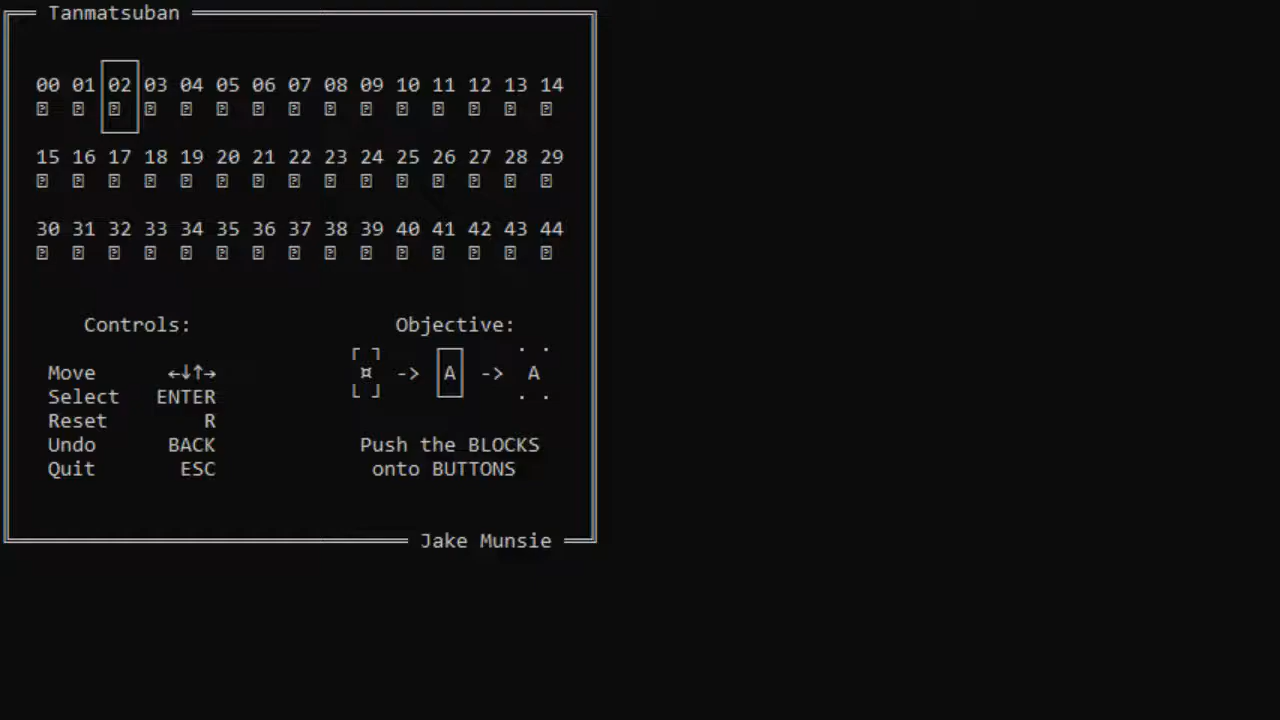 Tanmatsuban
00 01 02 03 04 05 06 07 08 09 10 11 12 13 14
15 16 17 18 19 20 21 22 23 24 25 26 27 28 29
30 31 32 33 34 35 36 37 38 39 40 41 42 43 44
Controls:
Move ←↓↑→
Select ENTER
Reset R
Undo BACK
Quit ESC
Objective:
¤ -> A -> A
Push the BLOCKS
onto BUTTONS
Jake Munsie